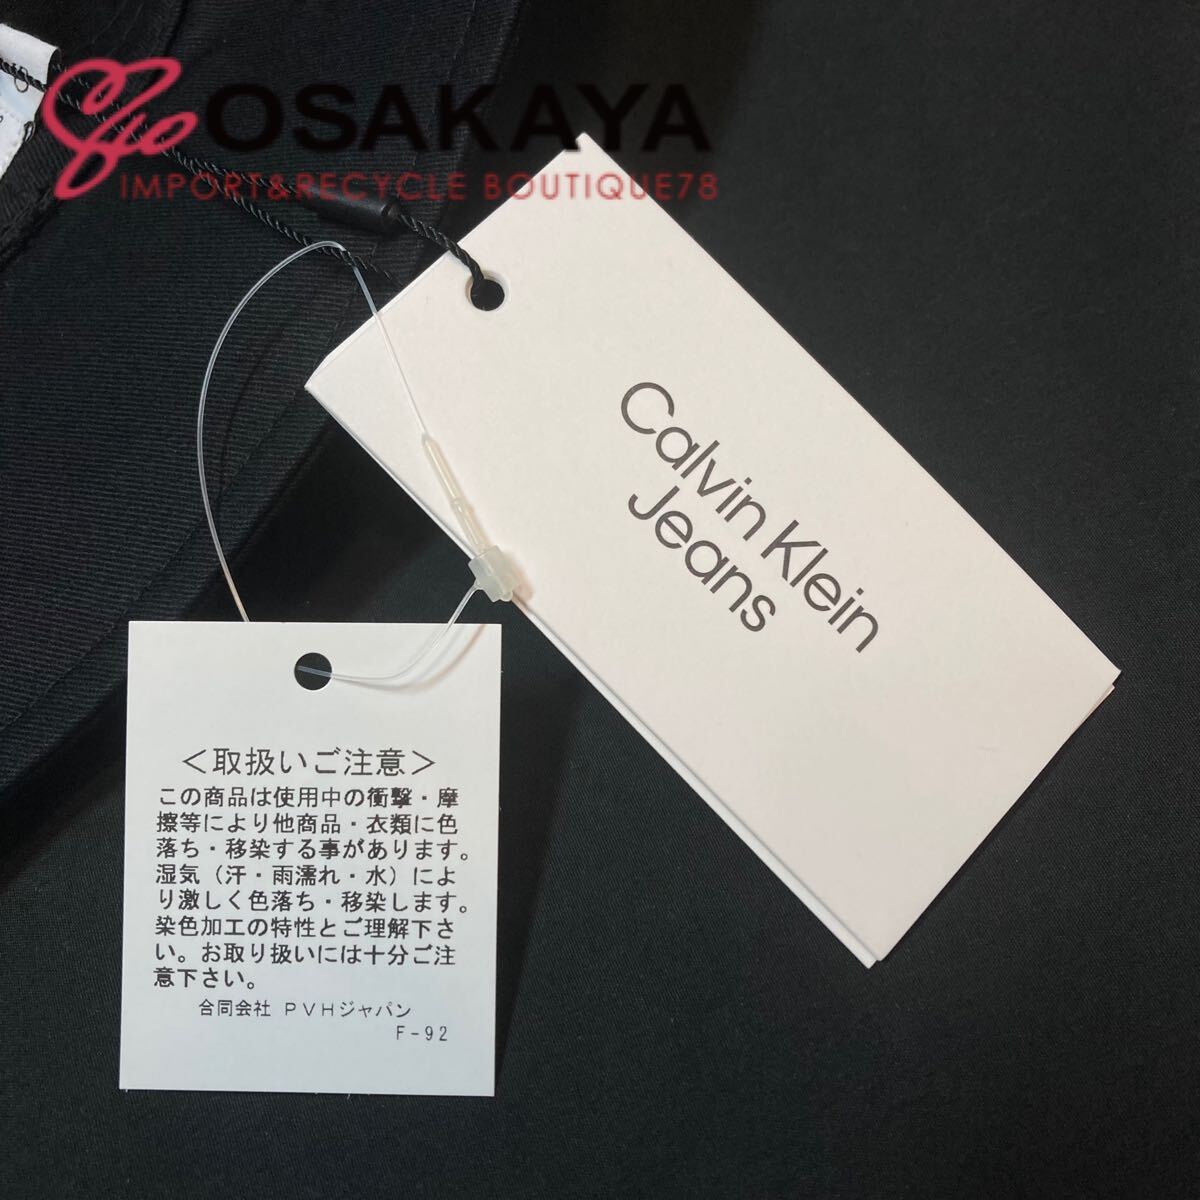 OSAKAYA
IMPORT&RECYCLE BOUTIQUE78
Calvin Klein
Jeans
＜取扱いご注意＞
この商品は使用中の衝撃・摩
擦等により他商品・衣類に色
落ち・移染する事があります。
湿気（汗・雨濡れ・水）によ
り激しく色落ち・移染します。
染色加工の特性とご理解下さ
い。お取り扱いには十分ご注
意下さい。
合同会社 ＰＶＨジャパン
Ｆ－９２